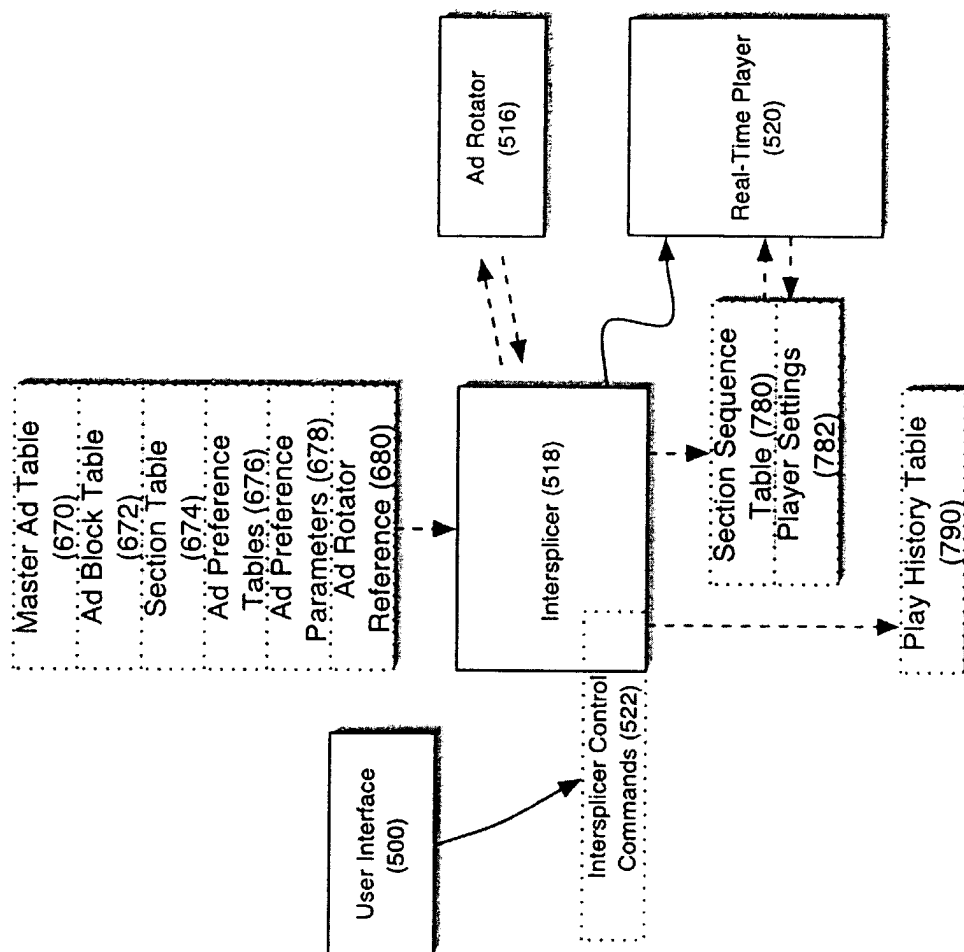 Master Ad Table
(670)
Ad Block Table
(672)
Section Table
(674)
Ad Preference
Tables (676)
Ad Preference
Parameters (678)
Ad Rotator
Reference (680)
User Interface
(500)
Intersplicer (518)
Ad Rotator
(516)
Intersplicer Control
Commands (522)
Section Sequence
Table (780)
Player Settings
(782)
Real-Time Player
(520)
Play History Table
(790)